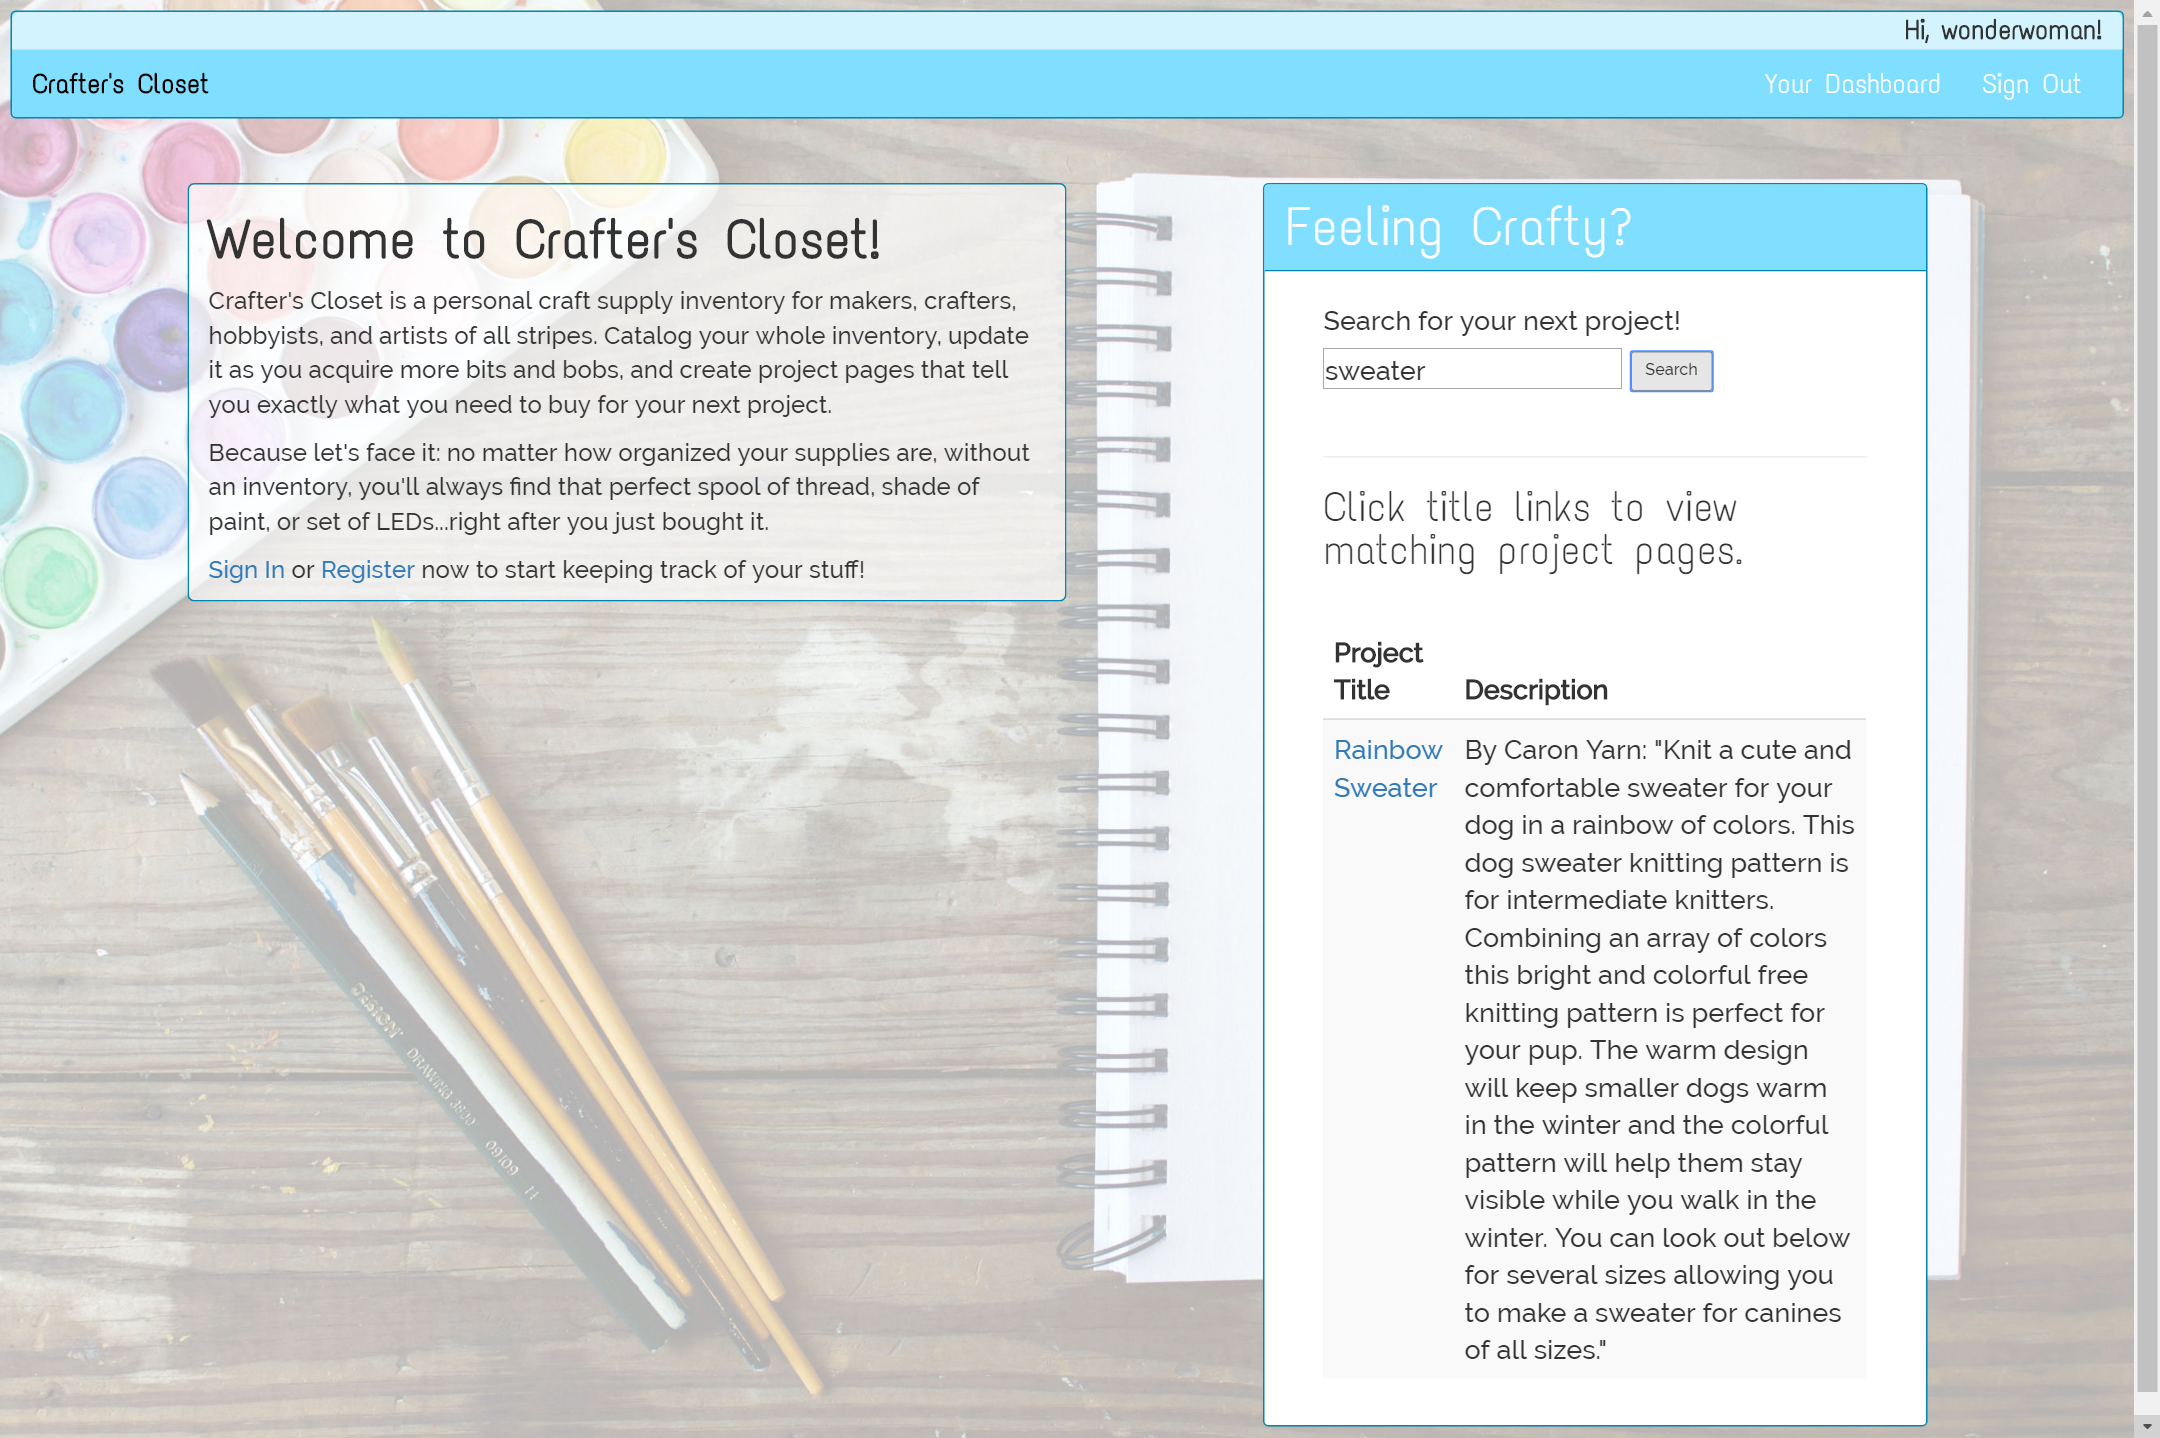 Hi, wonderwoman!
Crafter's Closet
Your Dashboard
Sign Out
Welcome to Crafter's Closet!
Crafter's Closet is a personal craft supply inventory for makers, crafters,
hobbyists, and artists of all stripes. Catalog your whole inventory, update
it as you acquire more bits and bobs, and create project pages that tell
you exactly what you need to buy for your next project.
Because let's face it: no matter how organized your supplies are, without
an inventory, you'll always find that perfect spool of thread, shade of
paint, or set of LEDs...right after you just bought it.
Sign In or Register now to start keeping track of your stuff!
Feeling Crafty?
Search for your next project!
sweater
Search
Click title links to view
matching project pages.
Project
Title
Description
Rainbow
Sweater
By Caron Yarn: "Knit a cute and
comfortable sweater for your
dog in a rainbow of colors. This
dog sweater knitting pattern is
for intermediate knitters.
Combining an array of colors
this bright and colorful free
knitting pattern is perfect for
your pup. The warm design
will keep smaller dogs warm
in the winter and the colorful
pattern will help them stay
visible while you walk in the
winter. You can look out below
for several sizes allowing you
to make a sweater for canines
of all sizes."
DESIGN DRAWING 3800 H